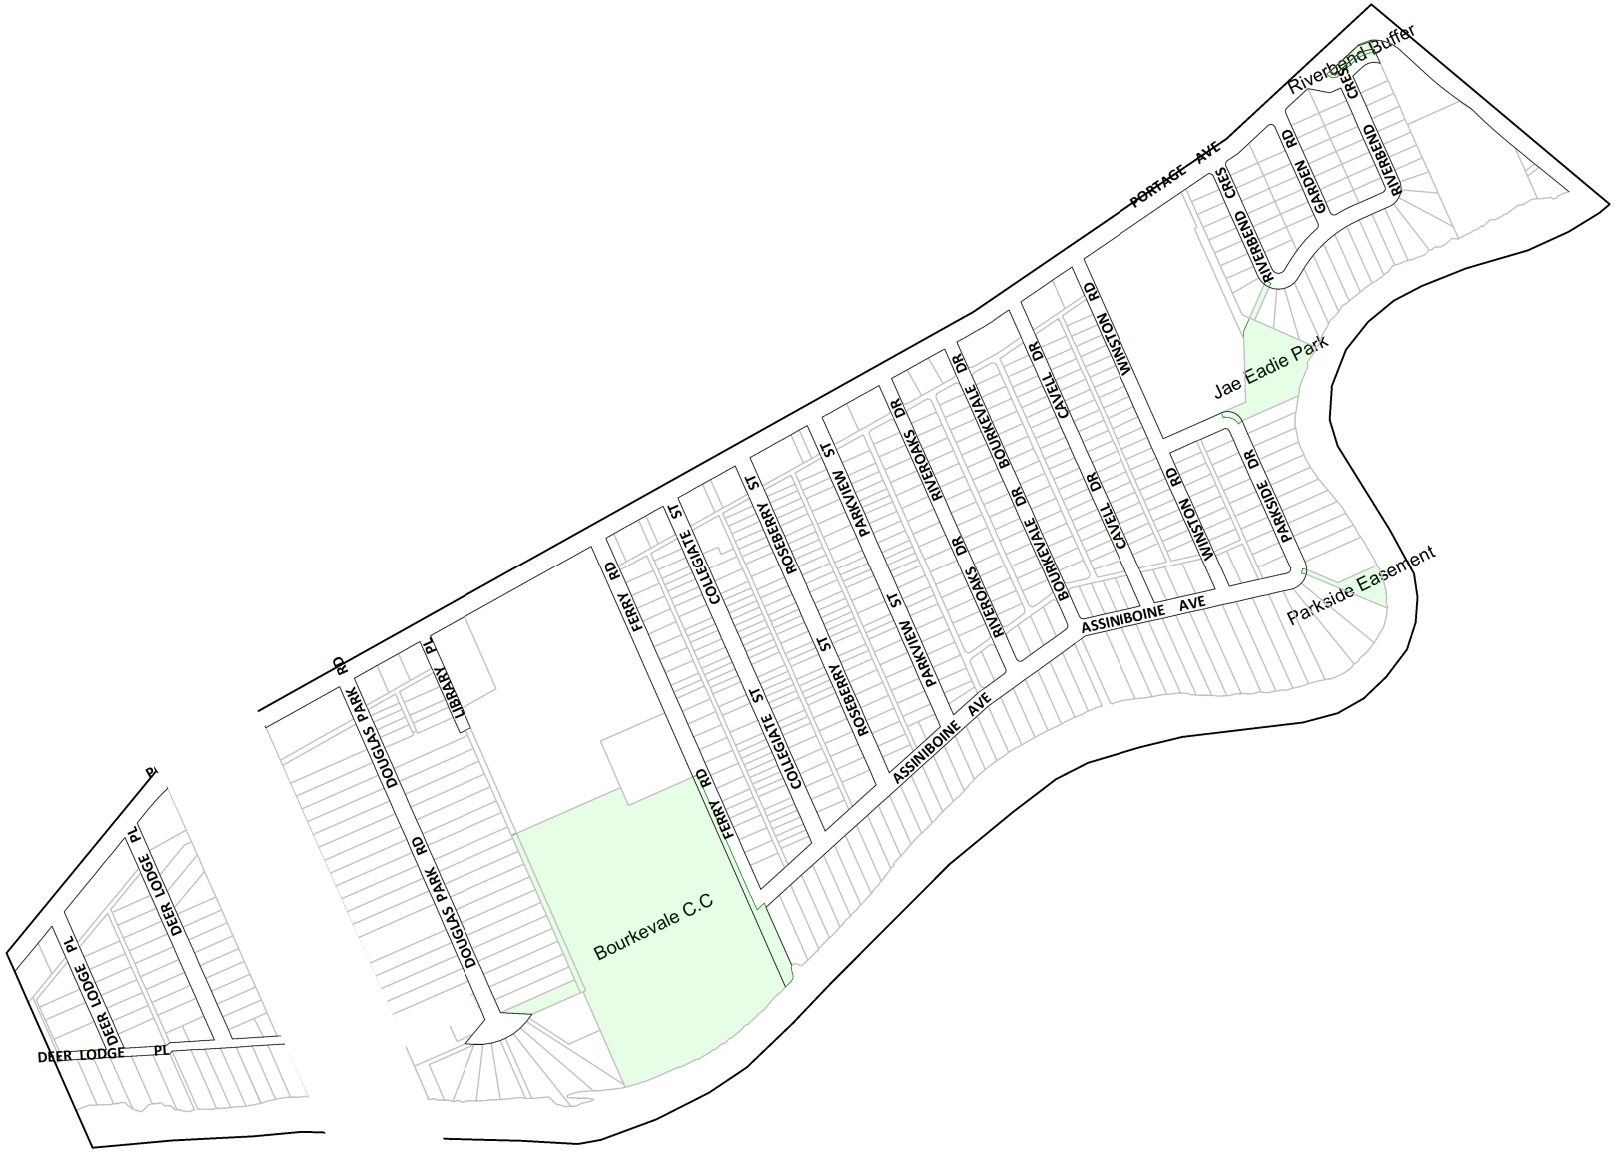 Riverbend Buffer
RIVERBEND CRES
PORTAGE AVE
GARDEN RD
RIVERBEND CRES
Jae Eadie Park
WINSTON RD
CAVELL DR
BOURKEVALE DR
RIVEROAKS DR
PARKVIEW ST
ROSEBERRY ST
COLLEGIATE ST
FERRY RD
WINSTON RD
PARKSIDE DR
CAVELL DR
BOURKEVALE DR
RIVEROAKS DR
PARKVIEW ST
ROSEBERRY ST
COLLEGIATE ST
FERRY RD
Parkside Easement
ASSINIBOINE AVE
ASSINIBOINE AVE
DOUGLAS PARK RD
LIBRARY PL
DOUGLAS PARK RD
Bourkevale C.C
PL
DEER LODGE PL
DEER LODGE PL
DEER LODGE PL